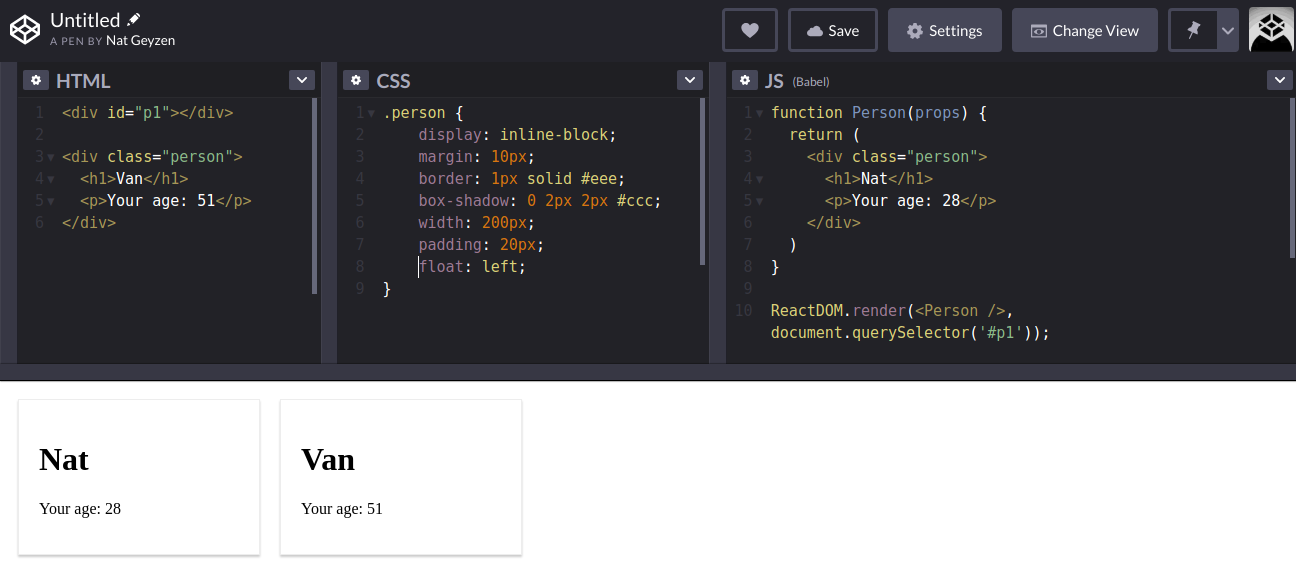 Untitled
A PEN BY Nat Geyzen
Save
Settings
Change View
HTML
1 <div id="p1"></div>
2
3 <div class="person">
4 <h1>Van</h1>
5 <p>Your age: 51</p>
6 </div>
CSS
1 .person {
2 display: inline-block;
3 margin: 10px;
4 border: 1px solid #eee;
5 box-shadow: 0 2px 2px #ccc;
6 width: 200px;
7 padding: 20px;
8 float: left;
9 }
JS (Babel)
1 function Person(props) {
2 return (
3 <div class="person">
4 <h1>Nat</h1>
5 <p>Your age: 28</p>
6 </div>
7 )
8 }
9
10 ReactDOM.render(<Person />,
document.querySelector('#p1'));
Nat
Your age: 28
Van
Your age: 51